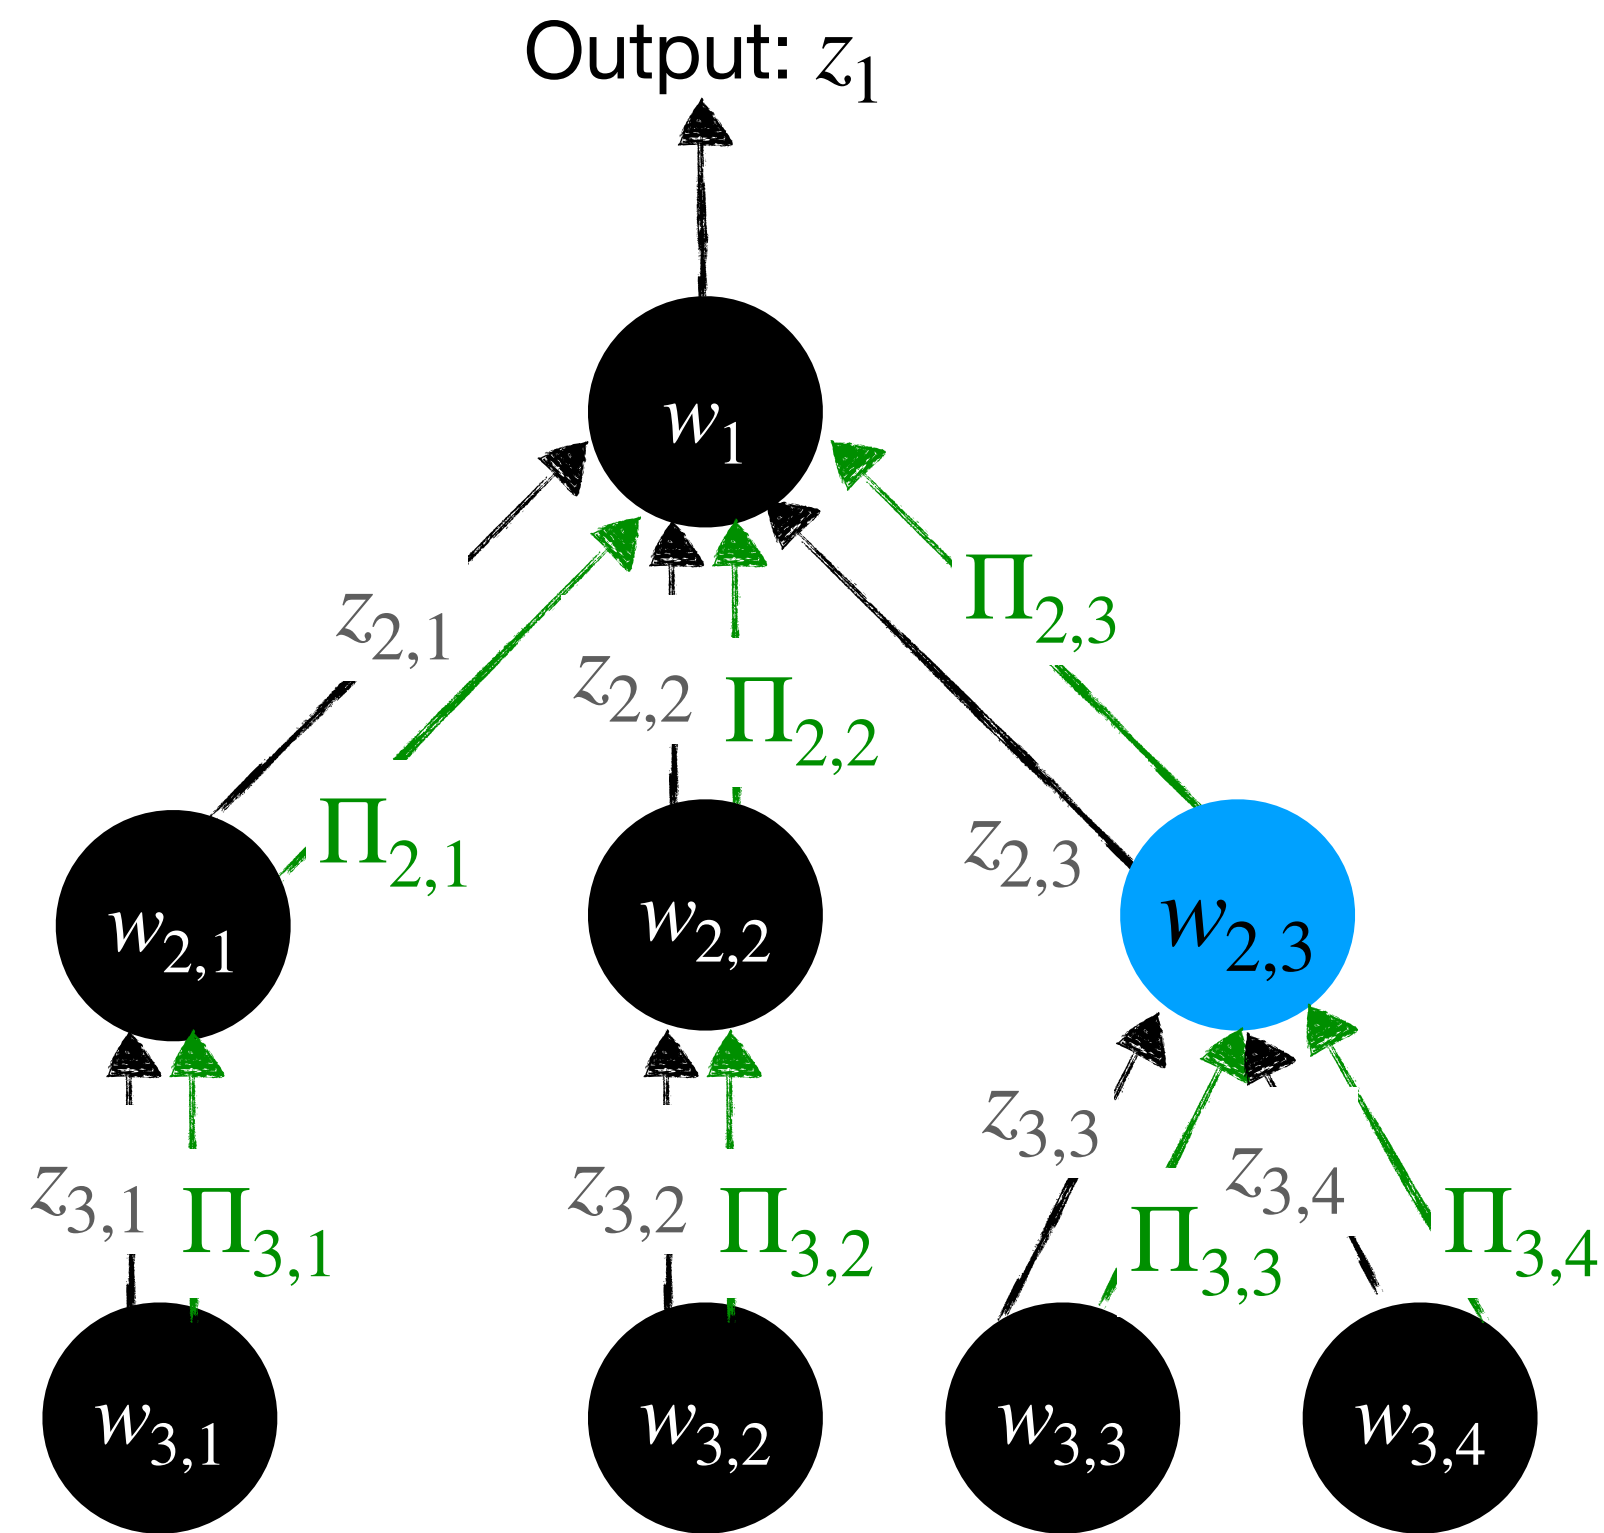 Output: z₁
w₁
Π₂,₃
z₂,₁
z₂,₂
Π₂,₂
Π₂,₁
z₂,₃
w₂,₁
w₂,₂
w₂,₃
z₃,₃
z₃,₁
Π₃,₁
z₃,₂
Π₃,₂
Π₃,₃
z₃,₄
Π₃,₄
w₃,₁
w₃,₂
w₃,₃
w₃,₄